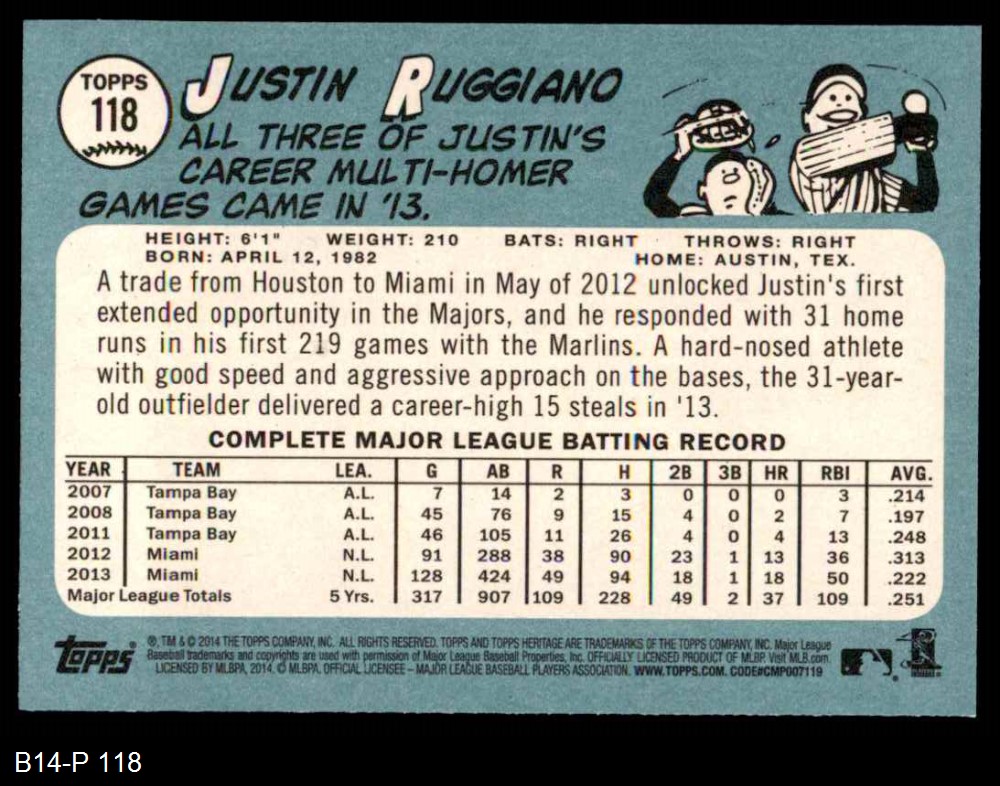 TOPPS
118
JUSTIN RUGGIANO
ALL THREE OF JUSTIN'S
CAREER MULTI-HOMER
GAMES CAME IN '13.
HEIGHT: 6'1" WEIGHT: 210 BATS: RIGHT THROWS: RIGHT
BORN: APRIL 12, 1982 HOME: AUSTIN, TEX.
A trade from Houston to Miami in May of 2012 unlocked Justin's first
extended opportunity in the Majors, and he responded with 31 home
runs in his first 219 games with the Marlins. A hard-nosed athlete
with good speed and aggressive approach on the bases, the 31-year-
old outfielder delivered a career-high 15 steals in '13.
COMPLETE MAJOR LEAGUE BATTING RECORD
YEAR TEAM LEA. G AB R H 2B 3B HR RBI AVG.
2007 Tampa Bay A.L. 7 14 2 3 0 0 0 3 .214
2008 Tampa Bay A.L. 45 76 9 15 4 0 2 7 .197
2011 Tampa Bay A.L. 46 105 11 26 4 0 4 13 .248
2012 Miami N.L. 91 288 38 90 23 1 13 36 .313
2013 Miami N.L. 128 424 49 94 18 1 18 50 .222
Major League Totals 5 Yrs. 317 907 109 228 49 2 37 109 .251
topps
®, TM & © 2014 THE TOPPS COMPANY, INC. ALL RIGHTS RESERVED. TOPPS AND TOPPS HERITAGE ARE TRADEMARKS OF THE TOPPS COMPANY, INC. Major League
Baseball trademarks and copyrights are used with permission of Major League Baseball Properties, Inc. OFFICIALLY LICENSED PRODUCT OF MLBP. Visit MLB.com.
LICENSED BY MLBPA, 2014 © MLBPA. OFFICIAL LICENSEE – MAJOR LEAGUE BASEBALL PLAYERS ASSOCIATION. WWW.TOPPS.COM. CODE#CMP007119
B14-P 118